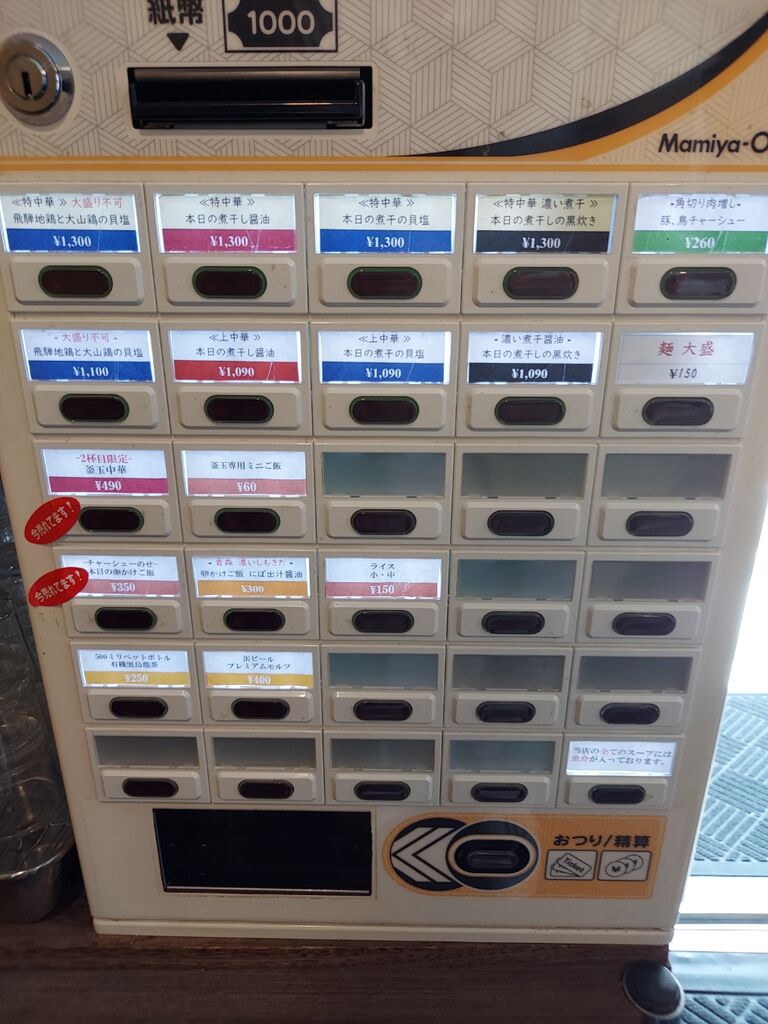 紙幣
1000
Mamiya-O
≪特中華≫ 大盛り不可
飛騨地鶏と大山鶏の貝塩
¥1,300
≪特中華≫
本日の煮干し醤油
¥1,300
≪特中華≫
本日の煮干の貝塩
¥1,300
≪特中華 濃い煮干≫
本日の煮干しの黒炊き
¥1,300
-角切り肉増し-
豚、鳥チャーシュー
¥260
- 大盛り不可 -
飛騨地鶏と大山鶏の貝塩
¥1,100
≪上中華≫
本日の煮干し醤油
¥1,090
≪上中華≫
本日の煮干の貝塩
¥1,090
- 濃い煮干醤油 -
本日の煮干しの黒炊き
¥1,090
麺 大盛
¥150
-2杯目限定-
釜玉中華
¥490
釜玉専用ミニご飯
¥60
今売れてます!
-チャーシューのせ-
本日の卵かけご飯
¥350
- 青森 濃いしもきた -
卵かけご飯 にぼ出汁醤油
¥300
ライス
小・中
¥150
今売れてます!
500ミリペットボトル
有機黒烏龍茶
¥250
缶ビール
プレミアムモルツ
¥400
当店の全てのスープには
魚介が入っております。
おつり/精算
Ticket
¥